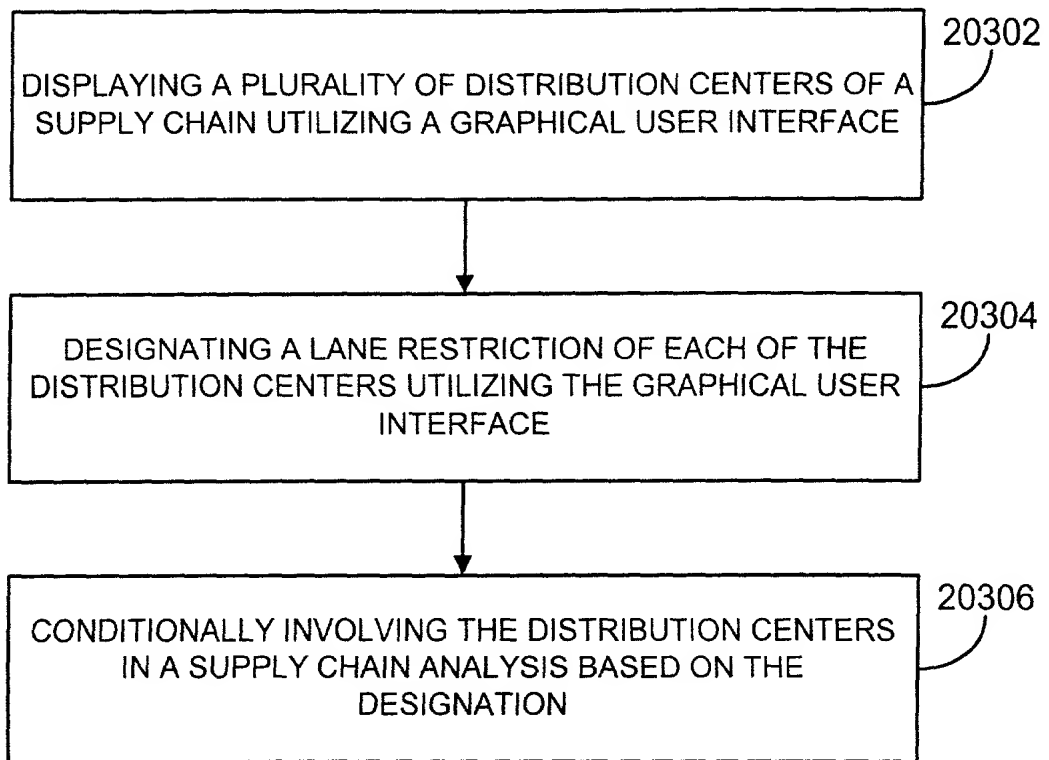 20302
DISPLAYING A PLURALITY OF DISTRIBUTION CENTERS OF A
SUPPLY CHAIN UTILIZING A GRAPHICAL USER INTERFACE
20304
DESIGNATING A LANE RESTRICTION OF EACH OF THE
DISTRIBUTION CENTERS UTILIZING THE GRAPHICAL USER
INTERFACE
20306
CONDITIONALLY INVOLVING THE DISTRIBUTION CENTERS
IN A SUPPLY CHAIN ANALYSIS BASED ON THE
DESIGNATION